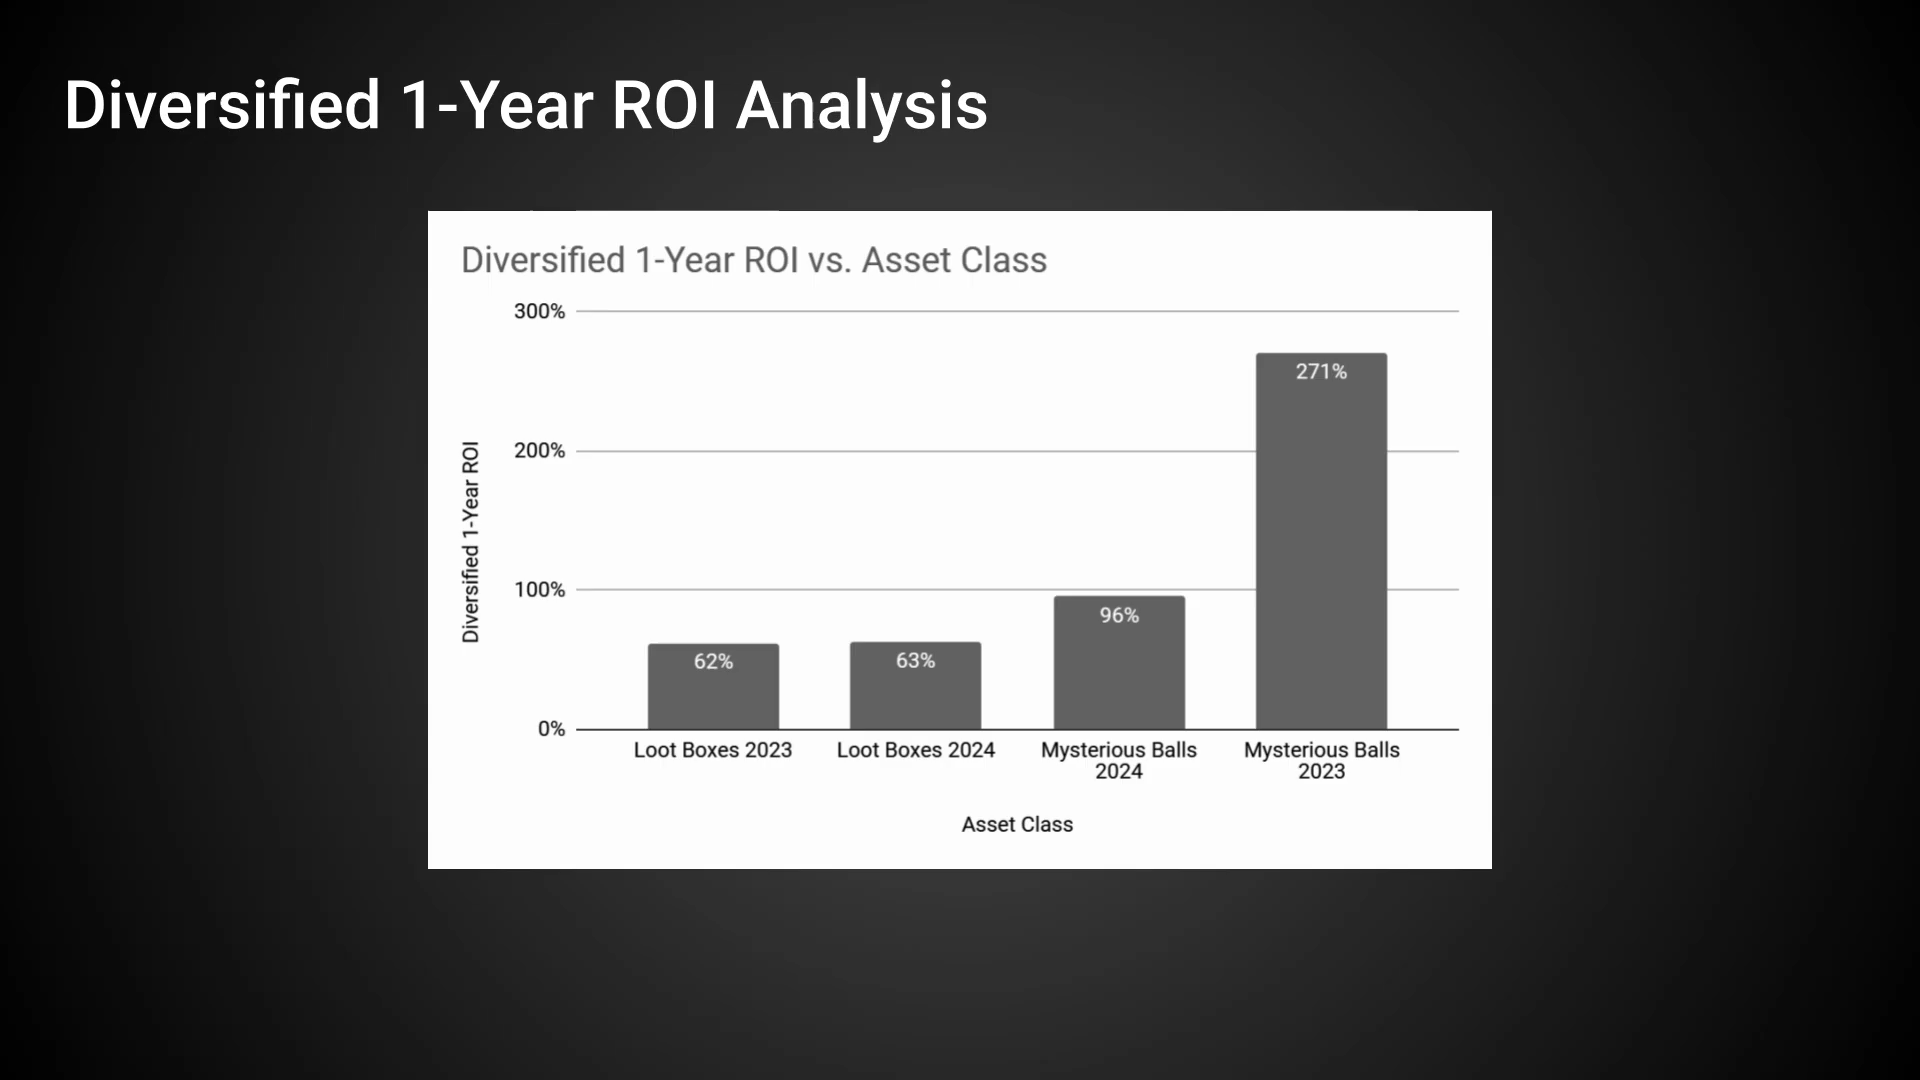 Diversified 1-Year ROI Analysis
Diversified 1-Year ROI vs. Asset Class
300%
200%
100%
0%
Diversified 1-Year ROI
62%
63%
96%
271%
Loot Boxes 2023
Loot Boxes 2024
Mysterious Balls
2024
Mysterious Balls
2023
Asset Class